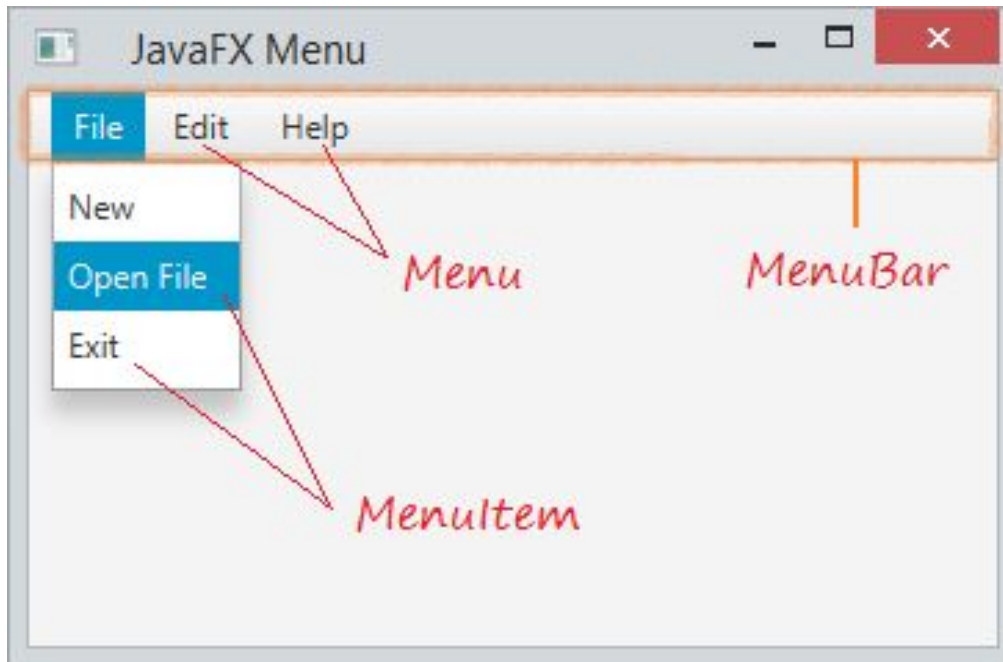 JavaFX Menu
File Edit Help
New
Open File
Exit
Menu
MenuBar
MenuItem